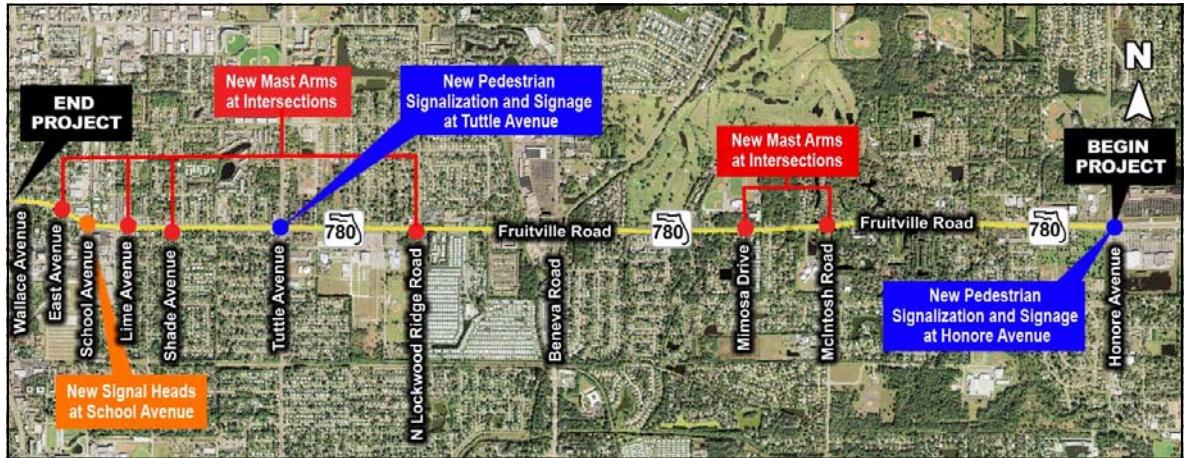 New Mast Arms
at Intersections
New Pedestrian
Signalization and Signage
at Tuttle Avenue
N
END
PROJECT
New Mast Arms
at Intersections
BEGIN
PROJECT
780
Fruitville Road
780
Fruitville Road
780
Wallace Avenue
East Avenue
School Avenue
Lime Avenue
Shade Avenue
Tuttle Avenue
N Lockwood Ridge Road
Beneva Road
Mimosa Drive
McIntosh Road
Honore Avenue
New Pedestrian
Signalization and Signage
at Honore Avenue
New Signal Heads
at School Avenue